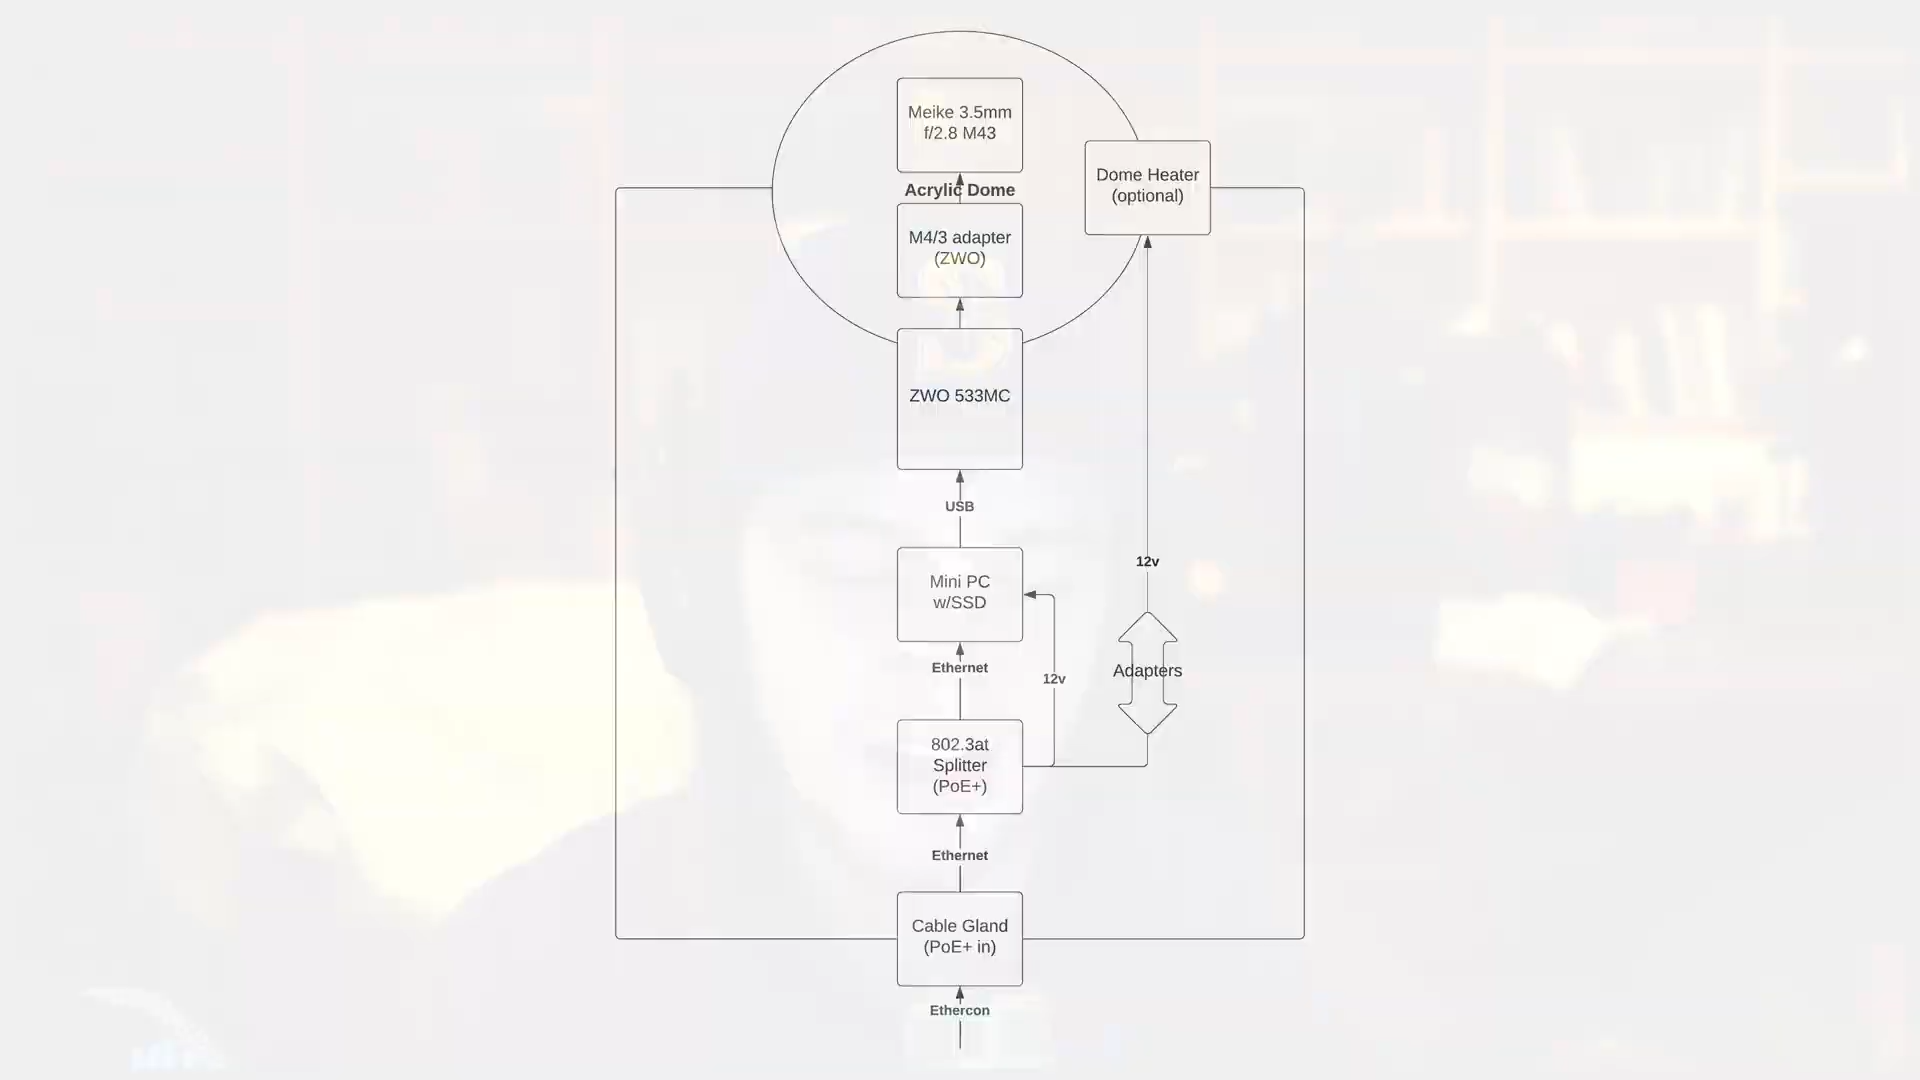 Meike 3.5mm
f/2.8 M43
Acrylic Dome
Dome Heater
(optional)
M4/3 adapter
(ZWO)
ZWO 533MC
USB
12v
Mini PC
w/SSD
Ethernet
12v
Adapters
802.3at
Splitter
(PoE+)
Ethernet
Cable Gland
(PoE+ in)
Ethercon